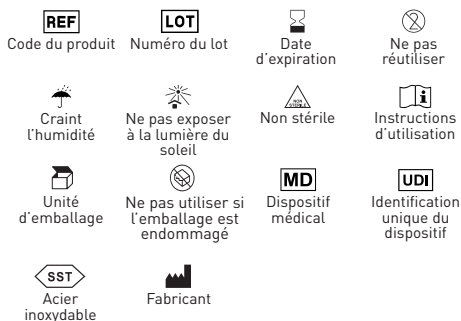 REF
LOT
Code du produit
Numéro du lot
Date
d'expiration
Ne pas
réutiliser
2
Craint
l'humidité
Ne pas exposer
à la lumière du
soleil
NON
STERILE
Non stérile
i
Instructions
d'utilisation
Unité
d'emballage
Ne pas utiliser si
l'emballage est
endommagé
MD
Dispositif
médical
UDI
Identification
unique du
dispositif
SST
Acier
inoxydable
Fabricant